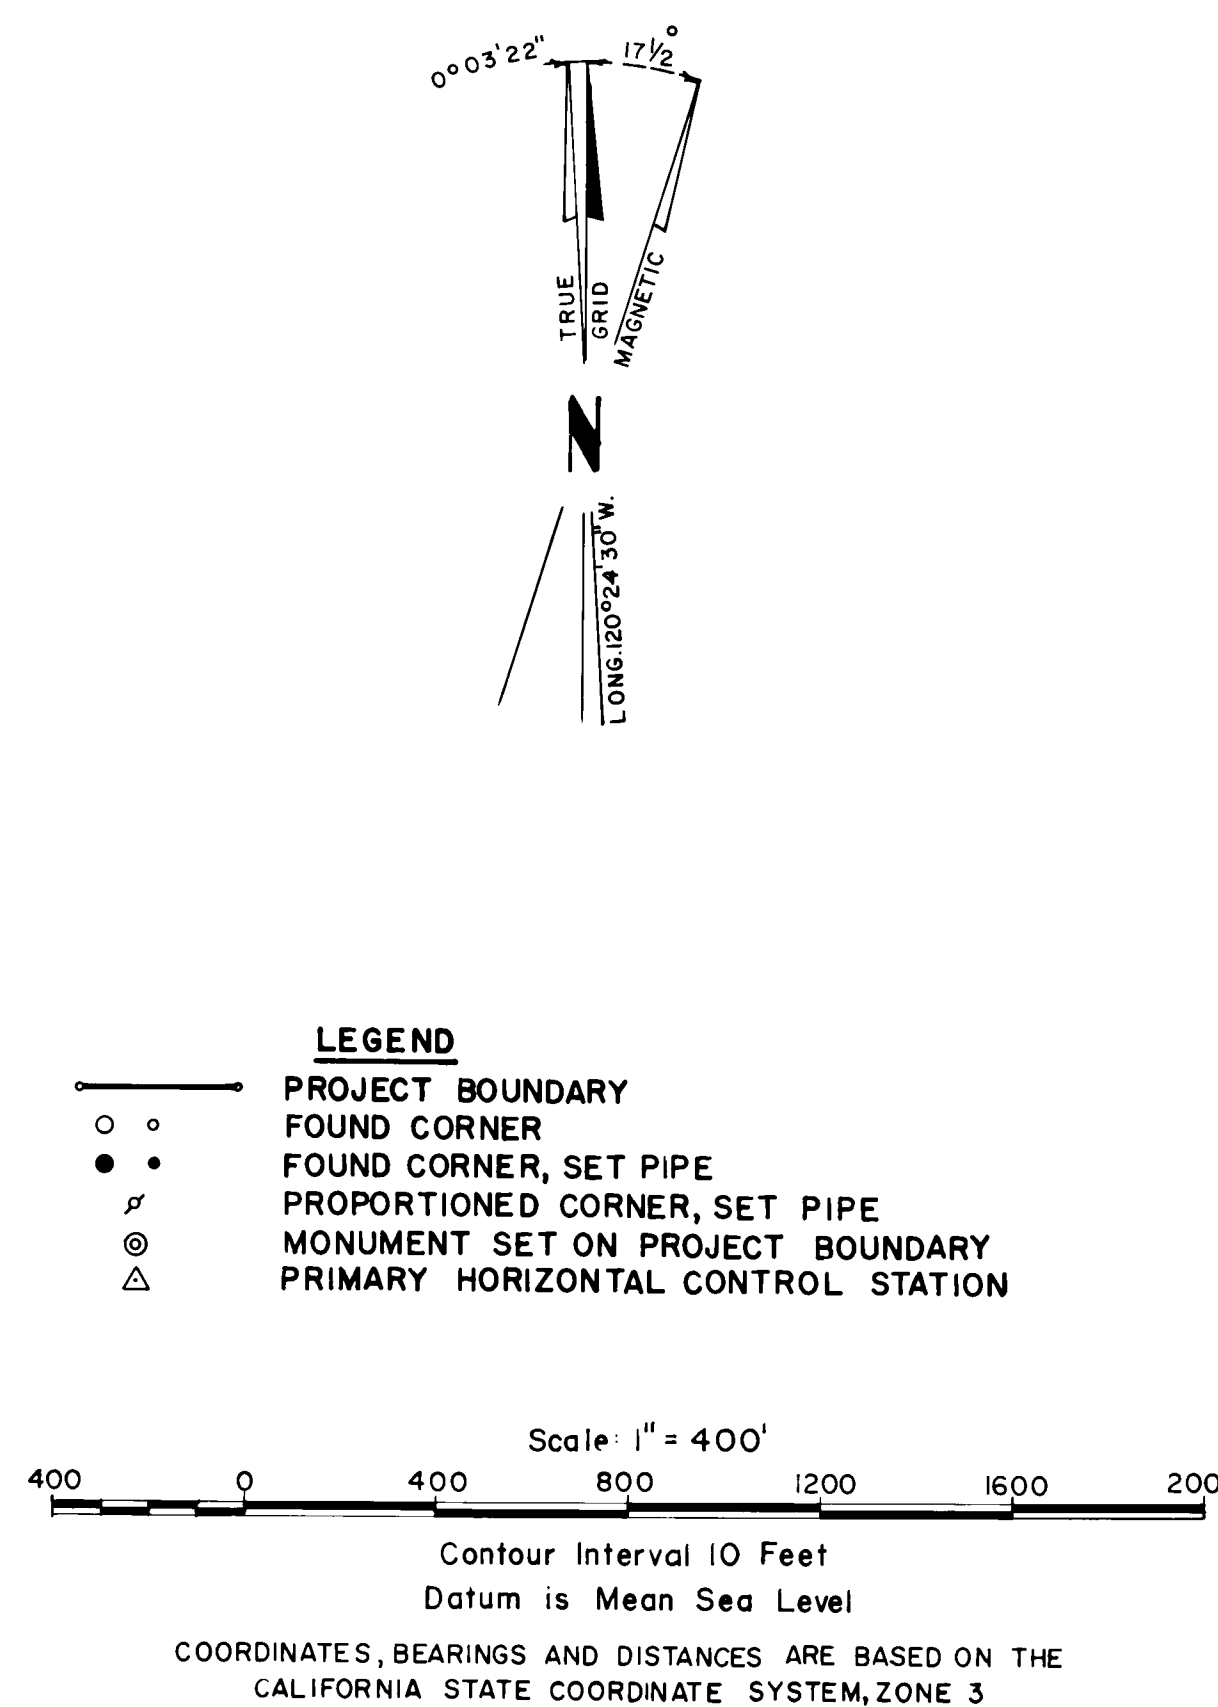 0°03'22" 17½°
TRUE
GRID
MAGNETIC
N
LONG. 120°24'30" W.
LEGEND
PROJECT BOUNDARY
FOUND CORNER
FOUND CORNER, SET PIPE
PROPORTIONED CORNER, SET PIPE
MONUMENT SET ON PROJECT BOUNDARY
PRIMARY HORIZONTAL CONTROL STATION
Scale: 1" = 400'
400 0 400 800 1200 1600 200
Contour Interval 10 Feet
Datum is Mean Sea Level
COORDINATES, BEARINGS AND DISTANCES ARE BASED ON THE
CALIFORNIA STATE COORDINATE SYSTEM, ZONE 3